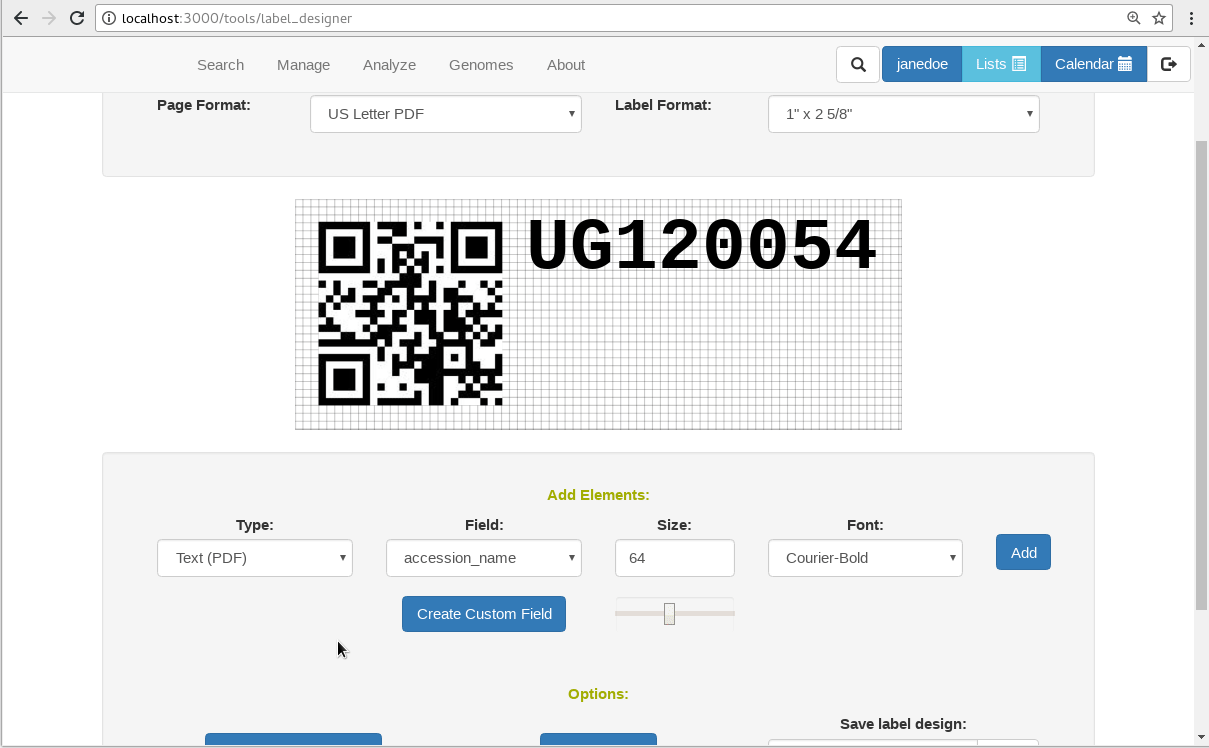 localhost:3000/tools/label_designer
Search Manage Analyze Genomes About janedoe Lists Calendar
Page Format: US Letter PDF Label Format: 1" x 2 5/8"
UG120054
Add Elements:
Type: Field: Size: Font:
Text (PDF) accession_name 64 Courier-Bold Add
Create Custom Field
Options:
Save label design: